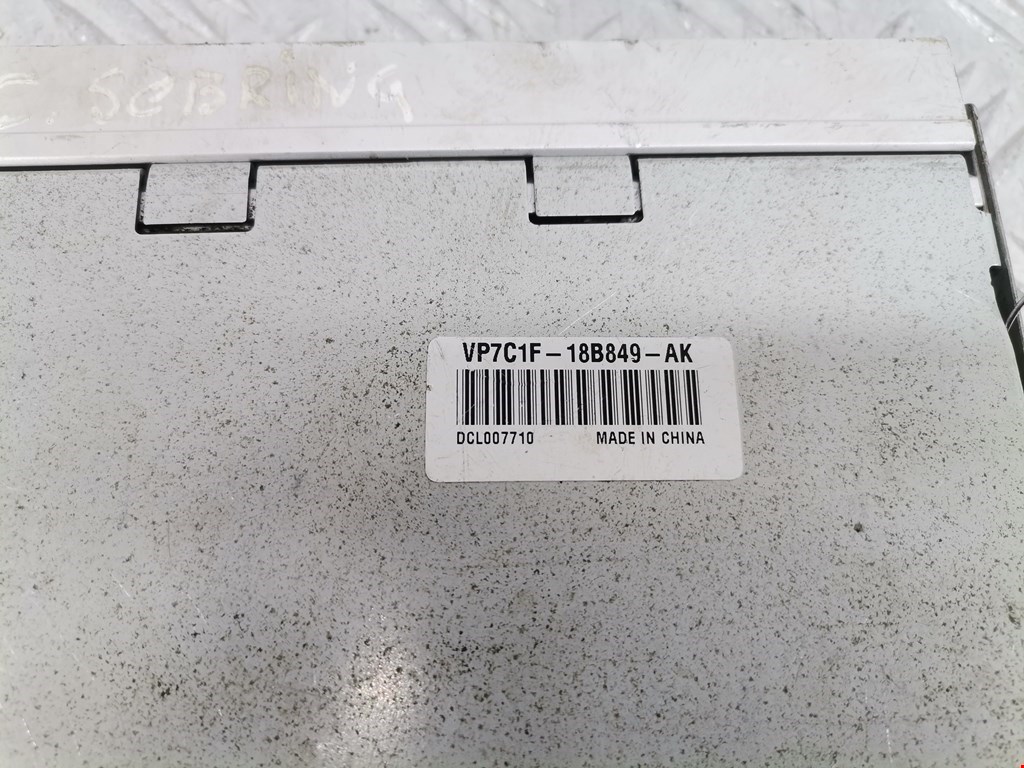 C. SEBRING
VP7C1F-18B849-AK
DCL007710 MADE IN CHINA